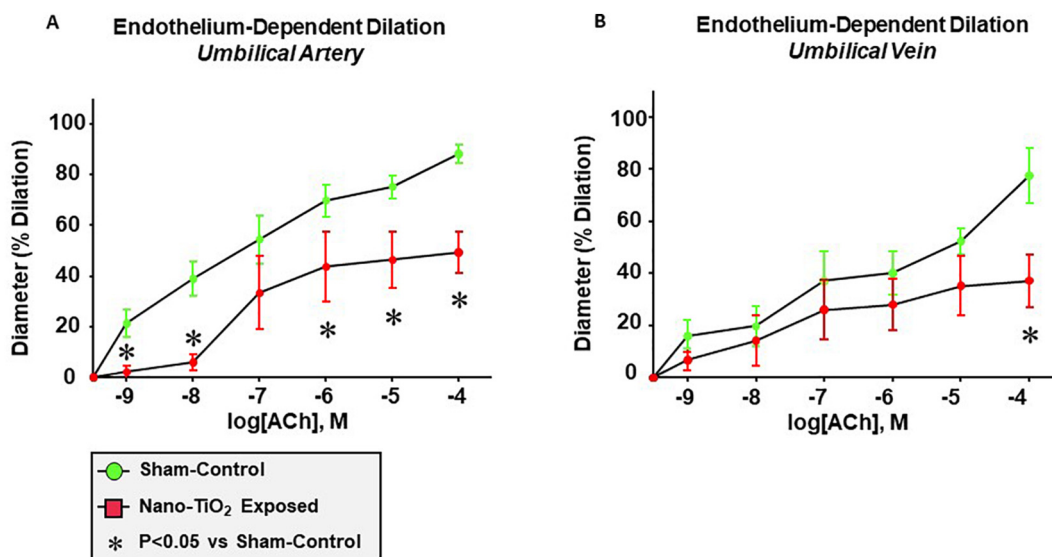 A
Endothelium-Dependent Dilation
Umbilical Artery
Diameter (% Dilation)
100
80
60
40
20
0
* * * * *
-9 -8 -7 -6 -5 -4
log[ACh], M
B
Endothelium-Dependent Dilation
Umbilical Vein
Diameter (% Dilation)
100
80
60
40
20
0
*
-9 -8 -7 -6 -5 -4
log[ACh], M
Sham-Control
Nano-TiO₂ Exposed
* P<0.05 vs Sham-Control